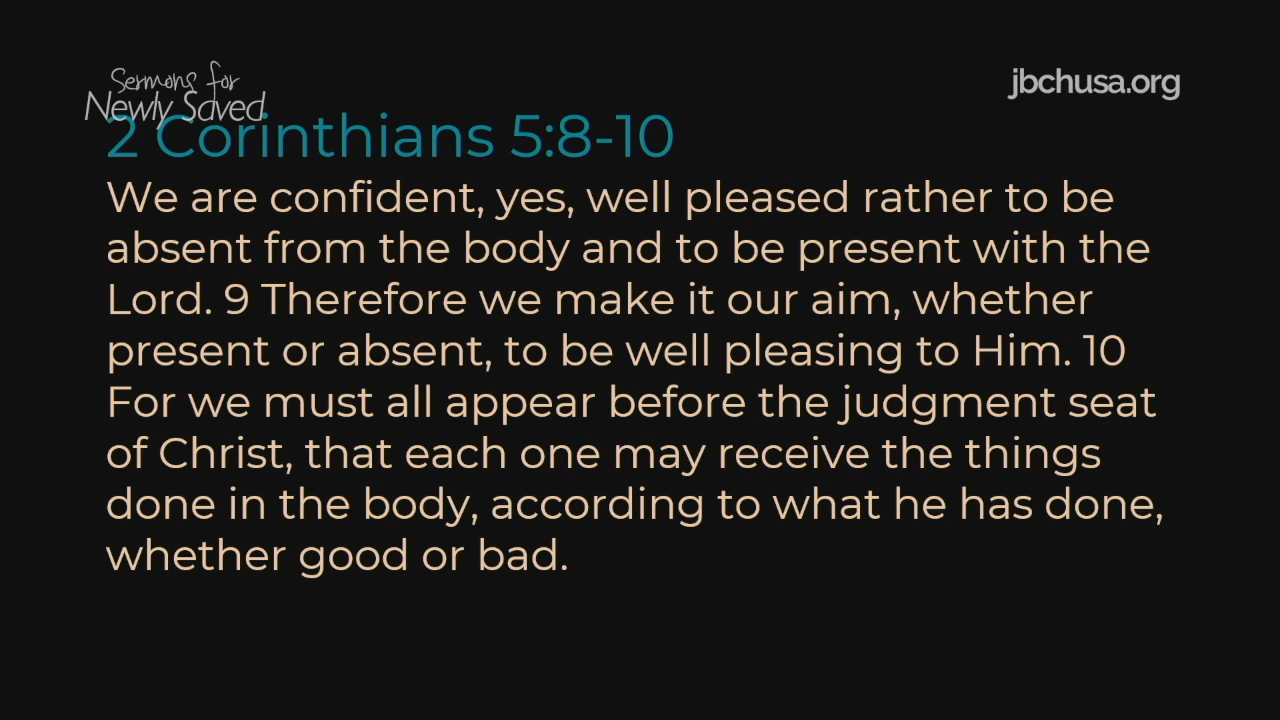 Sermons for
Newly Saved
jbchusa.org
2 Corinthians 5:8-10
We are confident, yes, well pleased rather to be
absent from the body and to be present with the
Lord. 9 Therefore we make it our aim, whether
present or absent, to be well pleasing to Him. 10
For we must all appear before the judgment seat
of Christ, that each one may receive the things
done in the body, according to what he has done,
whether good or bad.